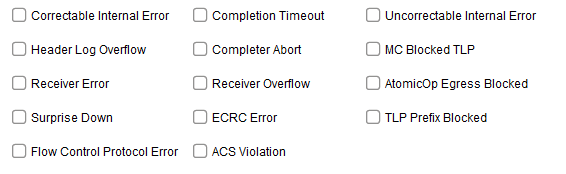 Correctable Internal Error Completion Timeout Uncorrectable Internal Error
Header Log Overflow Completer Abort MC Blocked TLP
Receiver Error Receiver Overflow AtomicOp Egress Blocked
Surprise Down ECRC Error TLP Prefix Blocked
Flow Control Protocol Error ACS Violation